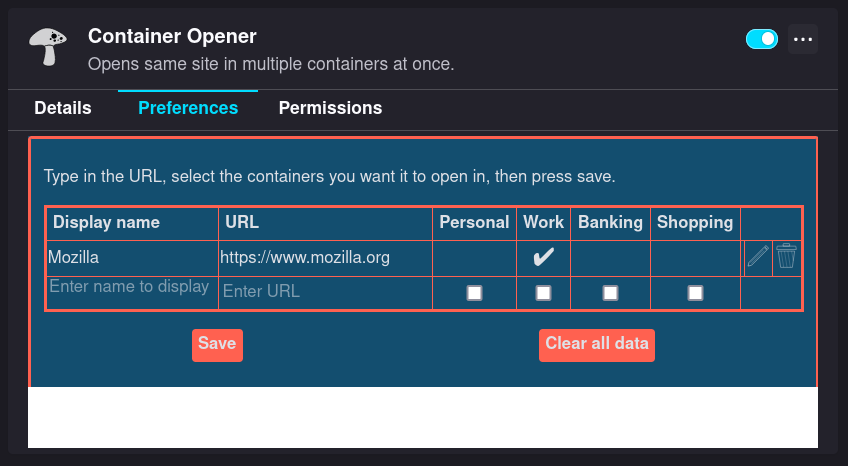 Container Opener
Opens same site in multiple containers at once.
Details Preferences Permissions
Type in the URL, select the containers you want it to open in, then press save.
Display name URL Personal Work Banking Shopping
Mozilla https://www.mozilla.org ✔
Enter name to display Enter URL
Save Clear all data